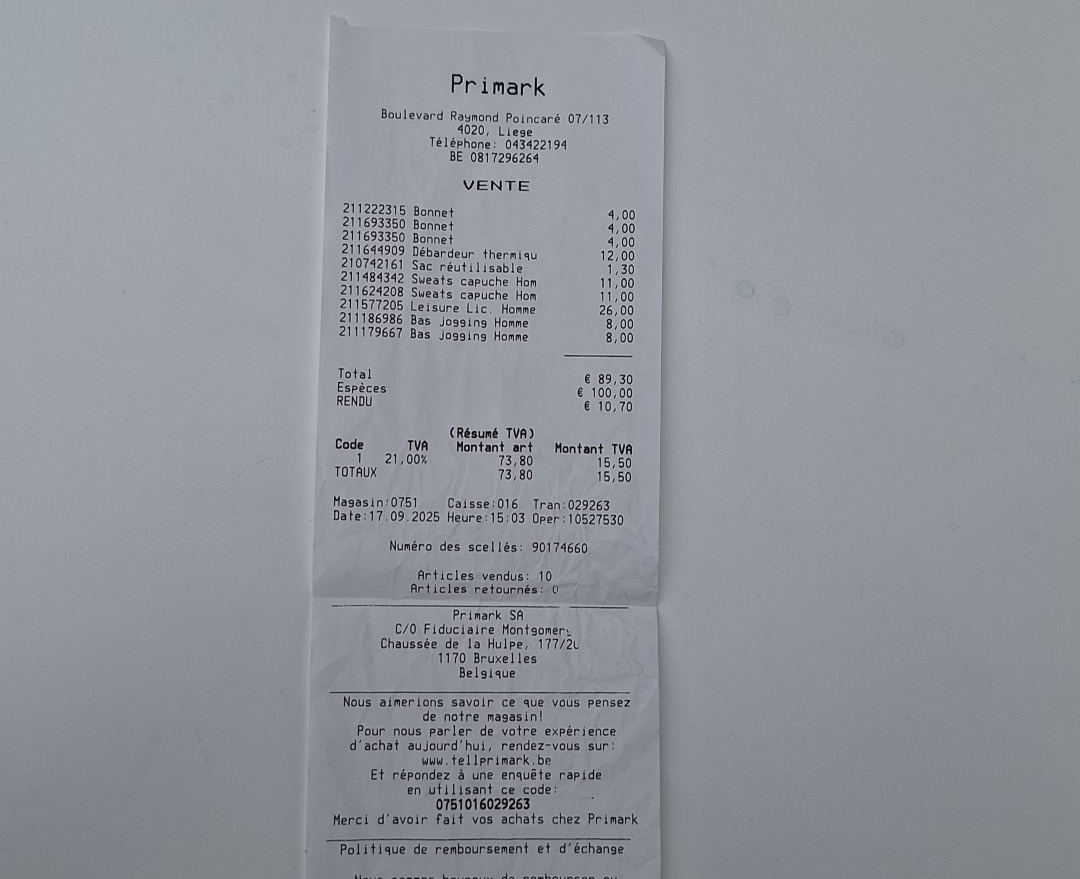 Primark
Boulevard Raymond Poincaré 07/113
4020, Liege
Téléphone: 043422194
BE 0817296264
VENTE
211222315 Bonnet 4,00
211693350 Bonnet 4,00
211693350 Bonnet 4,00
211644909 Débardeur thermiqu 12,00
210742161 Sac réutilisable 1,30
211484342 Sweats capuche Hom 11,00
211624208 Sweats capuche Hom 11,00
211577205 Leisure Lic. Homme 26,00
211186986 Bas jogging Homme 8,00
211179667 Bas jogging Homme 8,00
Total € 89,30
Espèces € 100,00
RENDU € 10,70
(Résumé TVA)
Code TVA Montant art Montant TVA
1 21,00% 73,80 15,50
TOTAUX 73,80 15,50
Magasin:0751 Caisse:016 Tran:029263
Date:17.09.2025 Heure:15:03 Oper:10527530
Numéro des scellés: 90174660
Articles vendus: 10
Articles retournés: 0
Primark SA
C/O Fiduciaire
Chaussée de la Hulpe,
1170 Bruxelles
Belgique
Nous aimerions savoir ce que vous pensez
de notre magasin!
Pour nous parler de votre expérience
d'achat aujourd'hui, rendez-vous sur:
www.tellprimark.be
Et répondez à une enquête rapide
en utilisant ce code:
0751016029263
Merci d'avoir fait vos achats chez Primark
Politique de remboursement et d'échange